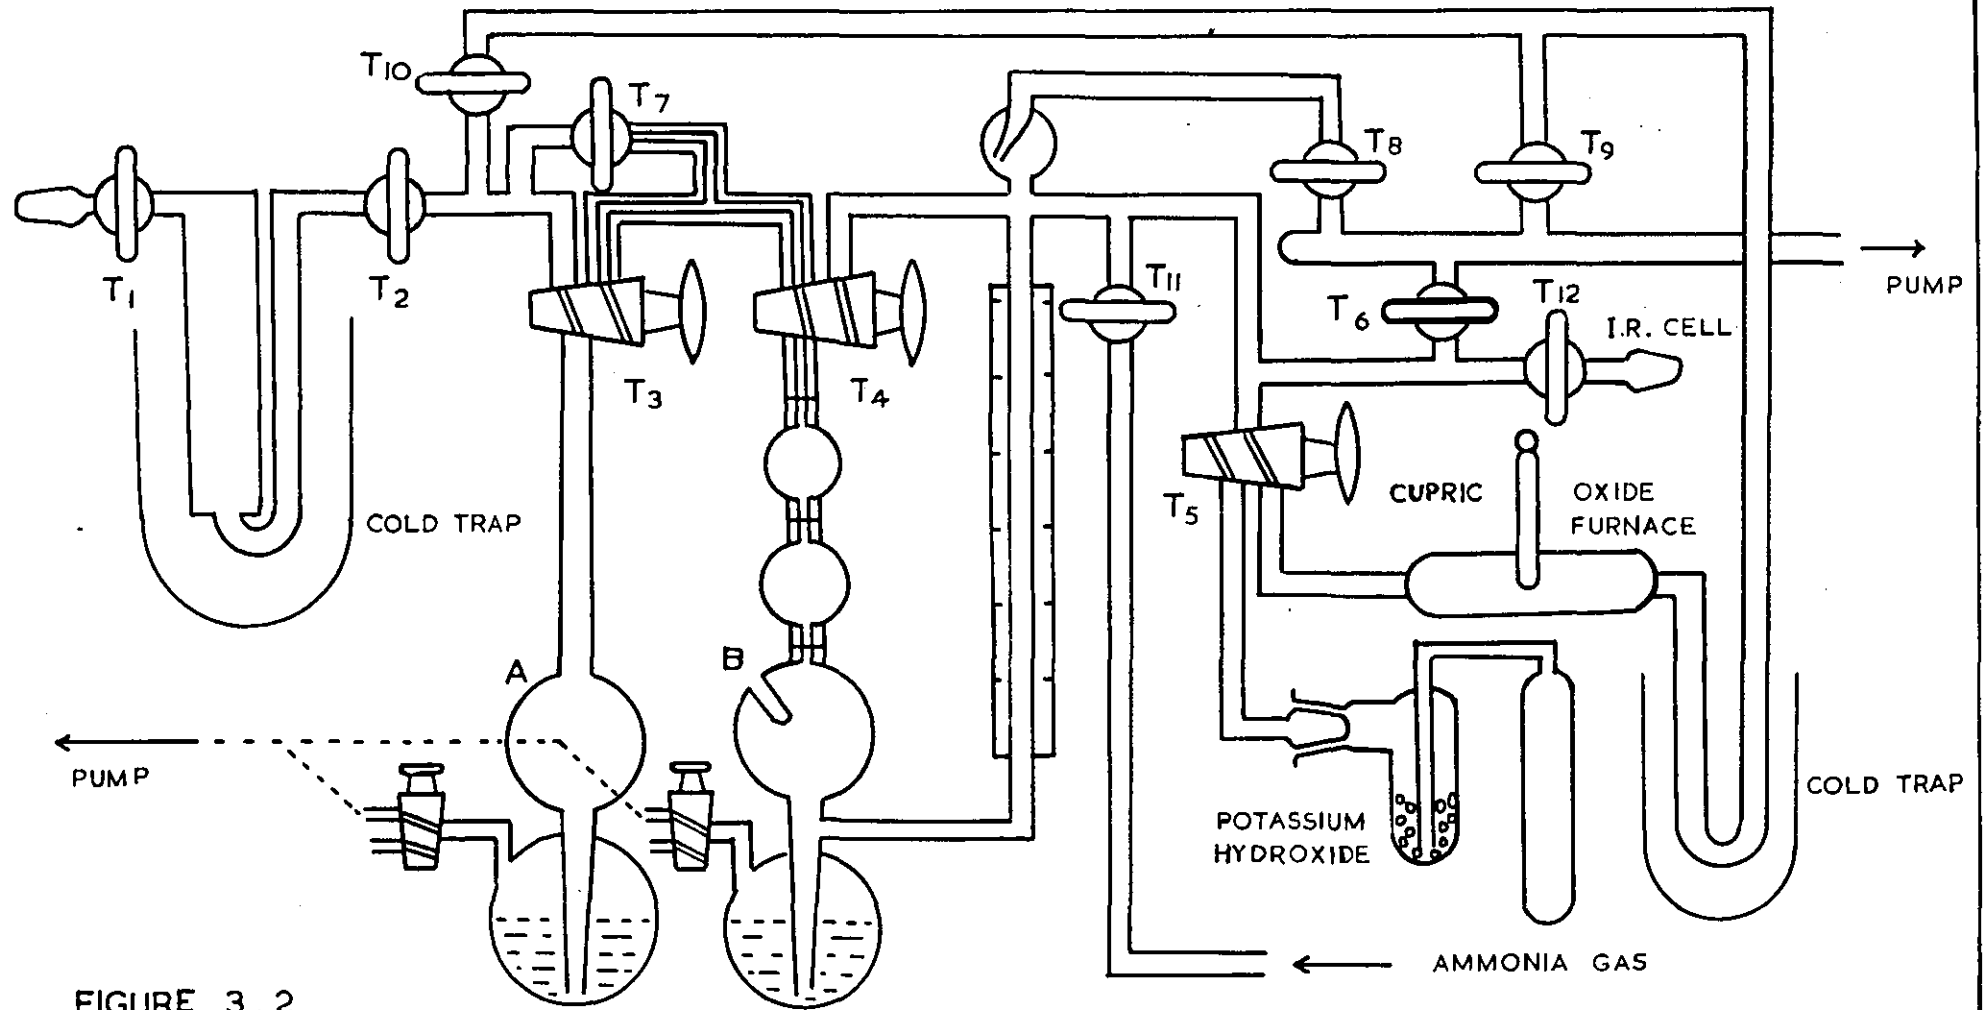 T10
T7
T8
T9
T1
T2
T11
PUMP
T6
T12
I.R. CELL
T3
T4
T5
CUPRIC OXIDE
FURNACE
COLD TRAP
A
B
PUMP
COLD TRAP
POTASSIUM
HYDROXIDE
AMMONIA GAS
FIGURE 3 2